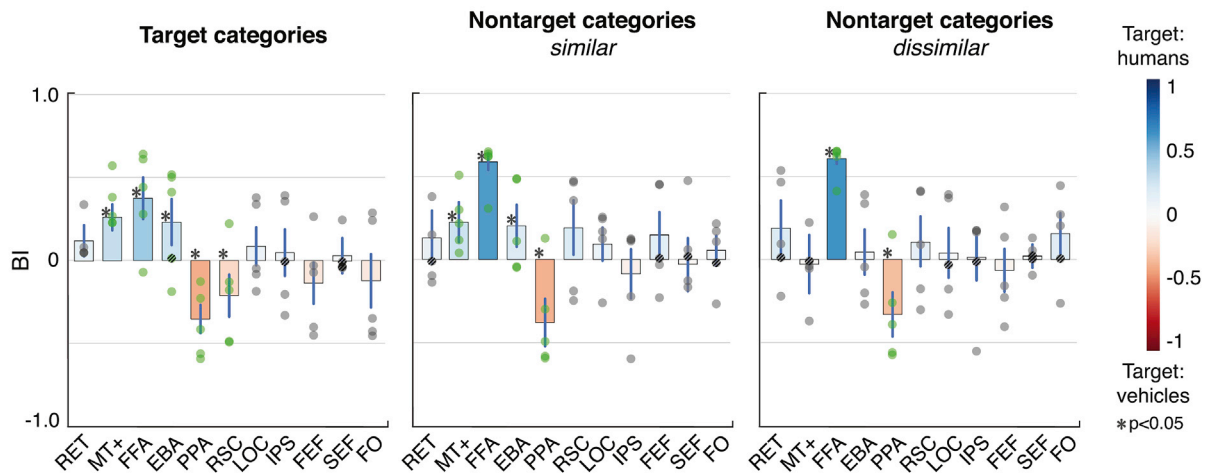 Target categories
Nontarget categories
similar
Nontarget categories
dissimilar
Target:
humans
1
0.5
0
-0.5
-1
Target:
vehicles
*p<0.05
BI
1.0
0
-1.0
RET MT+ FFA EBA PPA RSC LOC IPS FEF SEF FO
RET MT+ FFA EBA PPA RSC LOC IPS FEF SEF FO
RET MT+ FFA EBA PPA RSC LOC IPS FEF SEF FO
* * * * *
* * * *
* *